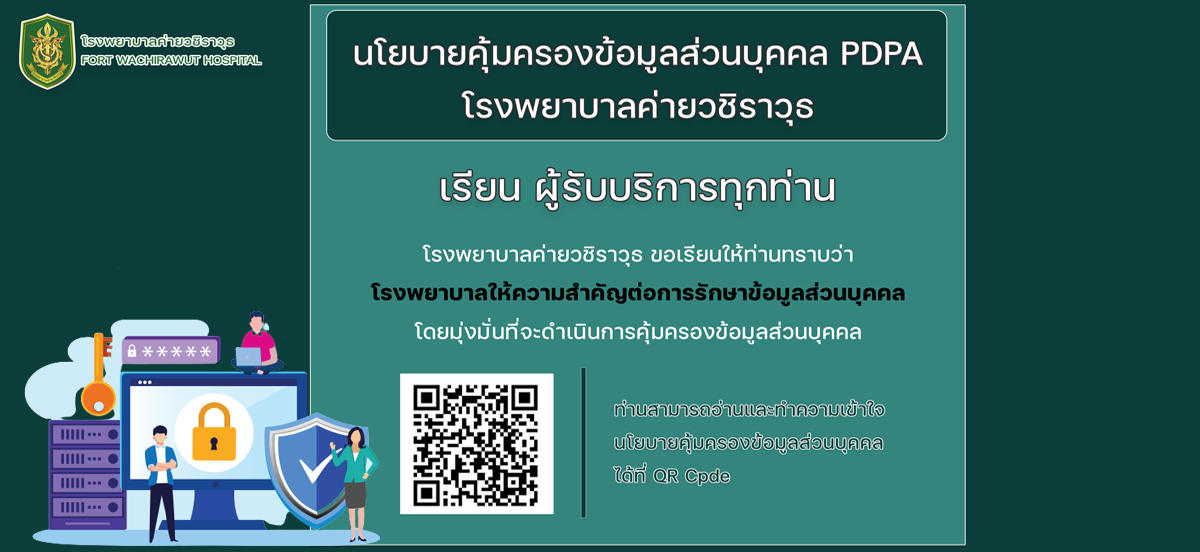 โรงพยาบาลค่ายวชิราวุธ
FORT WACHIRAWUT HOSPITAL
นโยบายคุ้มครองข้อมูลส่วนบุคคล PDPA
โรงพยาบาลค่ายวชิราวุธ
เรียน ผู้รับบริการทุกท่าน
โรงพยาบาลค่ายวชิราวุธ ขอเรียนให้ท่านทราบว่า
โรงพยาบาลให้ความสำคัญต่อการรักษาข้อมูลส่วนบุคคล
โดยมุ่งมั่นที่จะดำเนินการคุ้มครองข้อมูลส่วนบุคคล
*****
ท่านสามารถอ่านและทำความเข้าใจ
นโยบายคุ้มครองข้อมูลส่วนบุคคล
ได้ที่ QR Cpde